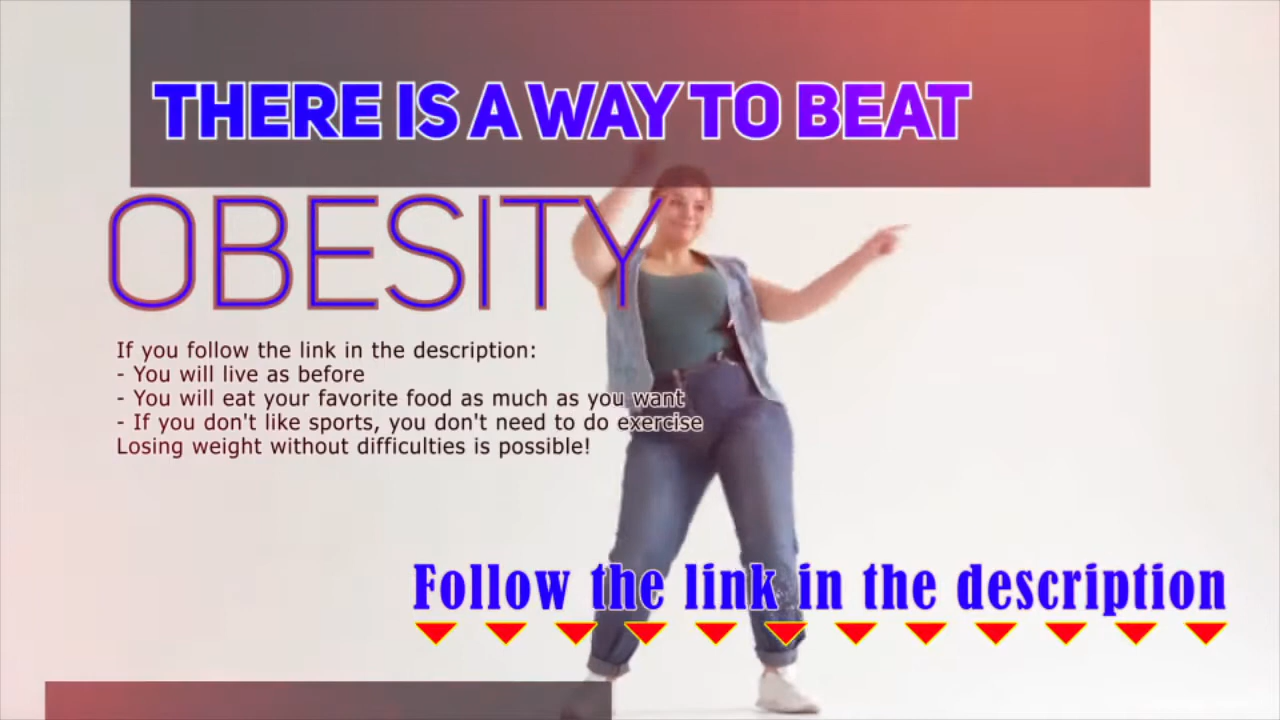 THERE IS A WAY TO BEAT
OBESITY
If you follow the link in the description:
- You will live as before
- You will eat your favorite food as much as you want
- If you don't like sports, you don't need to do exercise
Losing weight without difficulties is possible!
Follow the link in the description